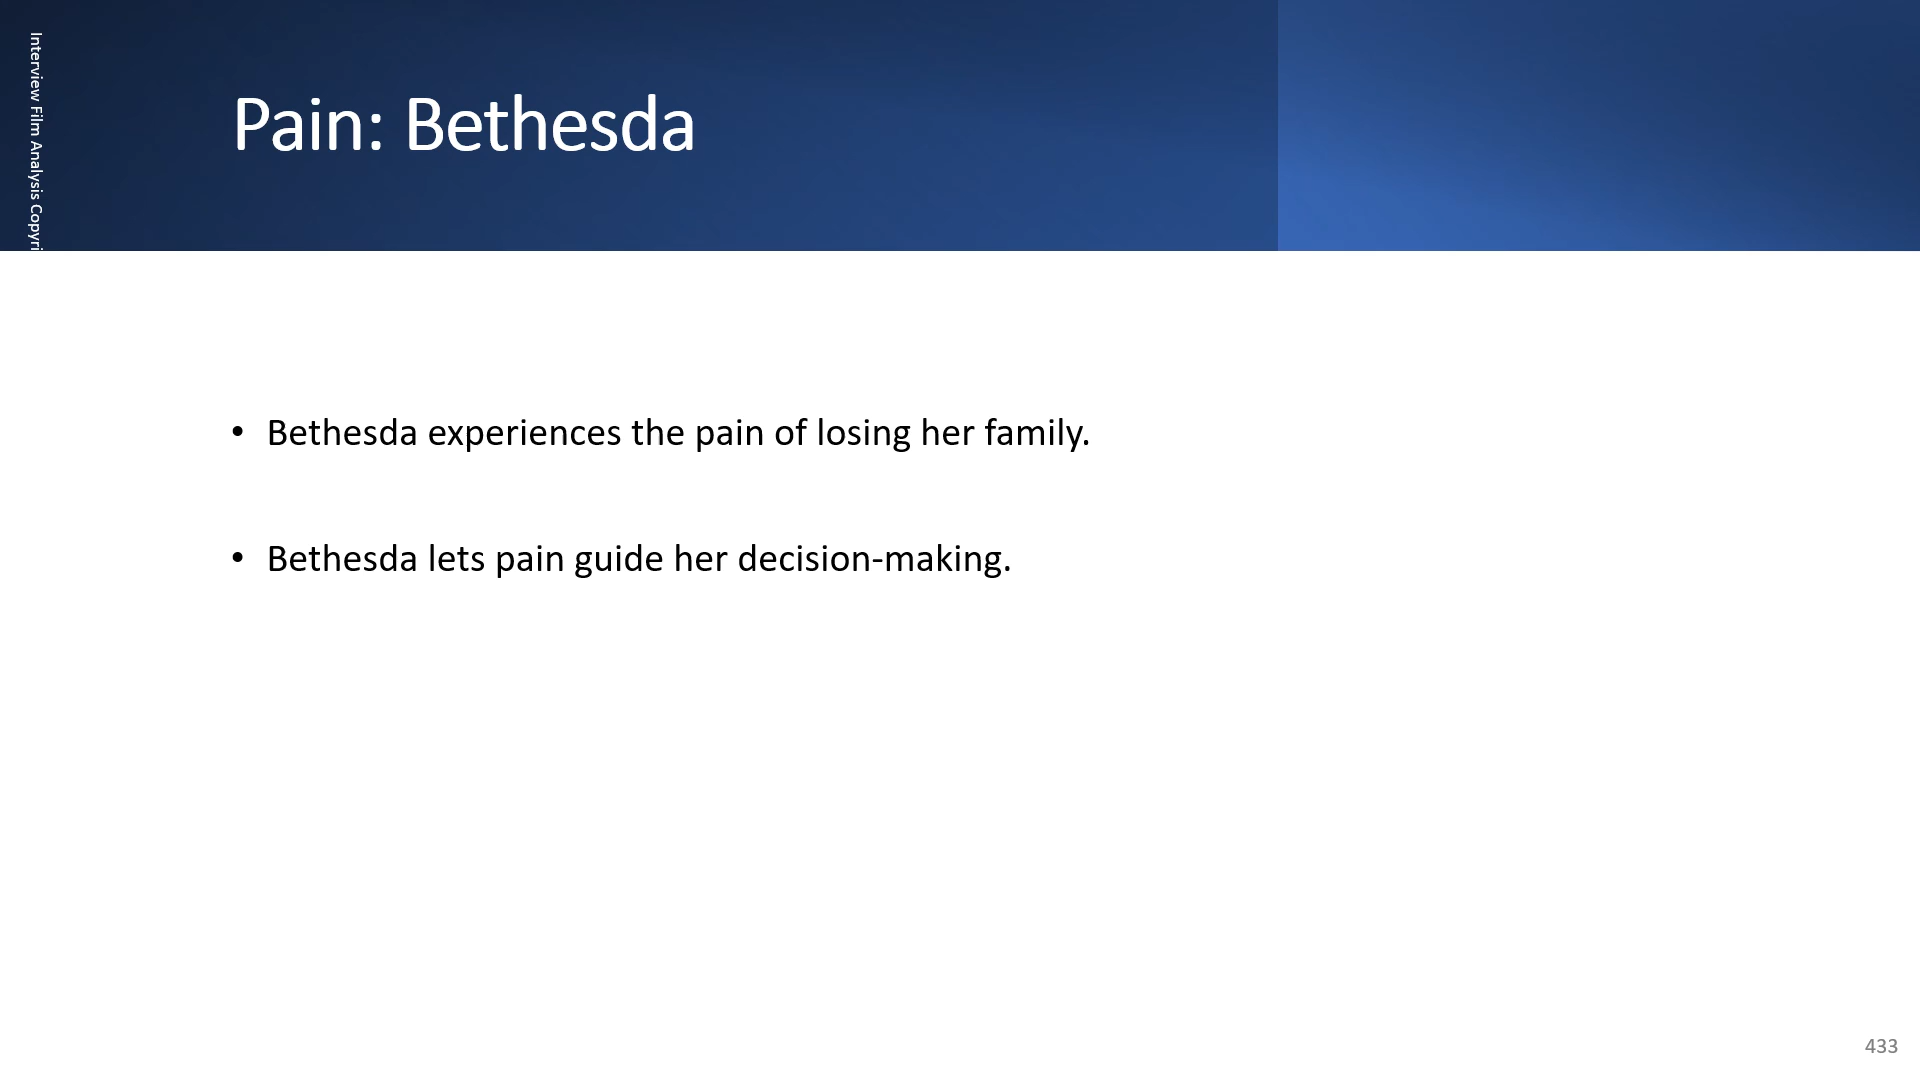 Interview Film Analysis Copyri
Pain: Bethesda
• Bethesda experiences the pain of losing her family.
• Bethesda lets pain guide her decision-making.
433